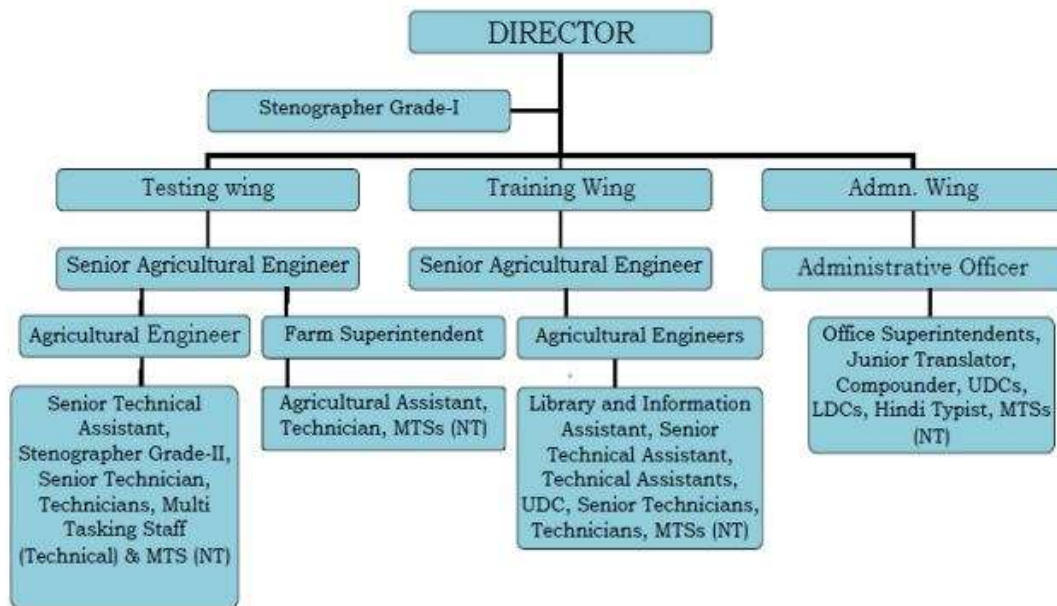 DIRECTOR
Stenographer Grade-I
Testing wing
Training Wing
Admn. Wing
Senior Agricultural Engineer
Senior Agricultural Engineer
Administrative Officer
Agricultural Engineer
Farm Superintendent
Agricultural Engineers
Office Superintendents,
Junior Translator,
Compounder, UDCs,
LDCs, Hindi Typist, MTSs
(NT)
Senior Technical
Assistant,
Stenographer Grade-II,
Senior Technician,
Technicians, Multi
Tasking Staff
(Technical) & MTS (NT)
Agricultural Assistant,
Technician, MTSs (NT)
Library and Information
Assistant, Senior
Technical Assistant,
Technical Assistants,
UDC, Senior Technicians,
Technicians, MTSs (NT)